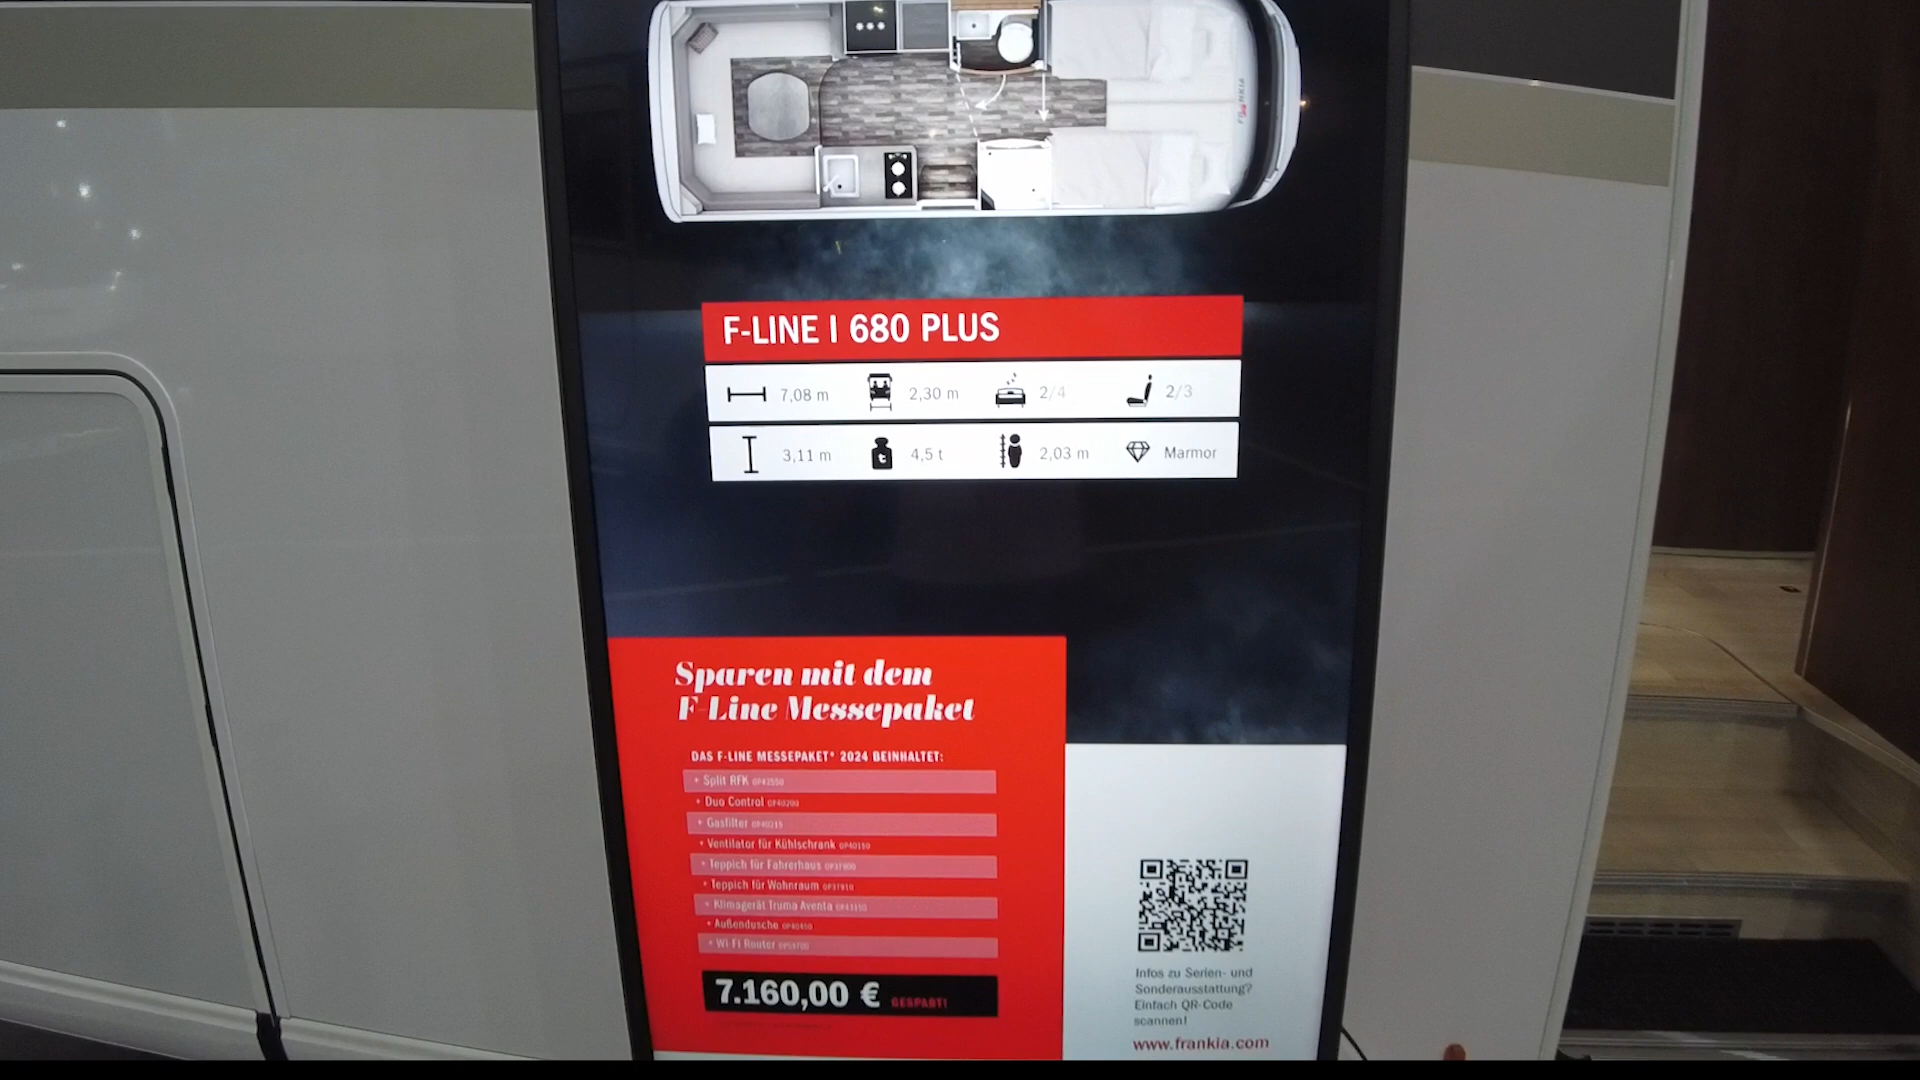 FRANKIA
F-LINE I 680 PLUS
7,08 m 2,30 m 2/4 2/3
3,11 m t 4,5 t 2,03 m Marmor
Sparen mit dem
F-Line Messepaket
DAS F-LINE MESSEPAKET* 2024 BEINHALTET:
+ Split RFK
+ Duo Control
+ Gasfilter
+ Ventilator für Kühlschrank
+ Teppich für Fahrerhaus
+ Teppich für Wohnraum
+ Klimagerät Truma Aventa
+ Außendusche
+ Wi-Fi Router
7.160,00 € GESPART!
Infos zu Serien- und
Sonderausstattung?
Einfach QR-Code
scannen!
www.frankia.com